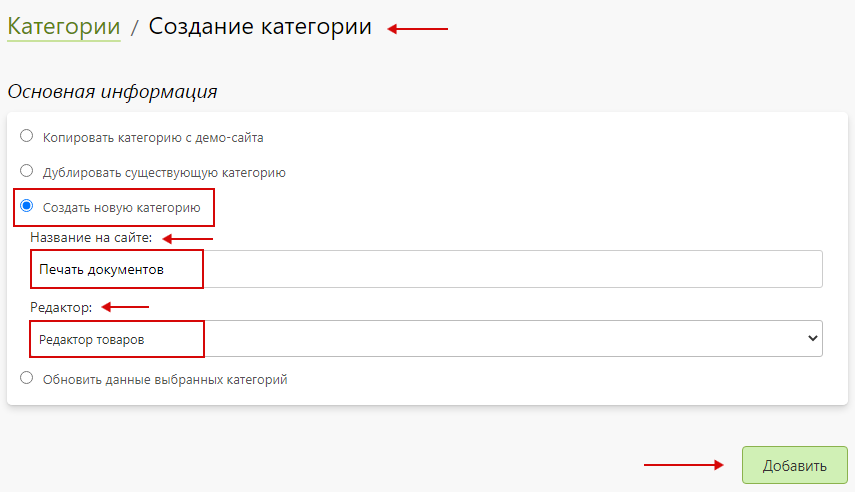 Категории / Создание категории
Основная информация
Копировать категорию с демо-сайта
Дублировать существующую категорию
Создать новую категорию
Название на сайте:
Печать документов
Редактор:
Редактор товаров
Обновить данные выбранных категорий
Добавить